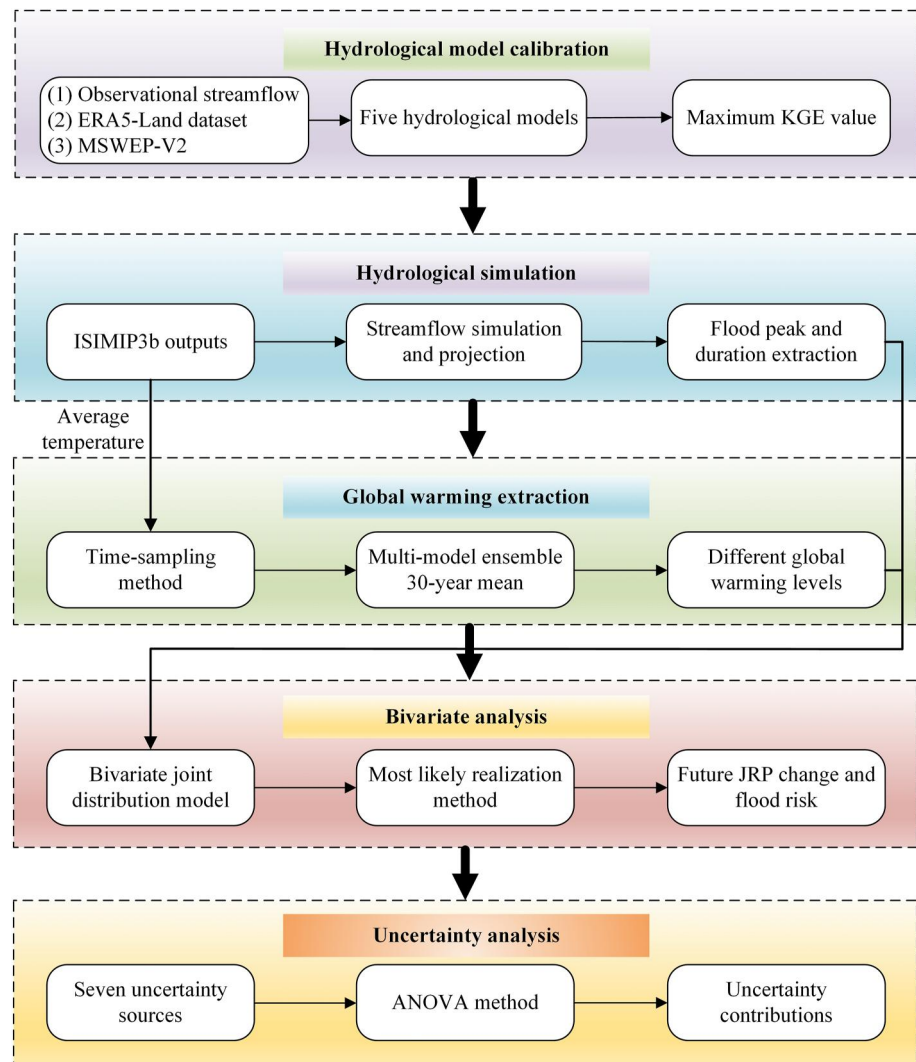 Hydrological model calibration
(1) Observational streamflow
(2) ERA5-Land dataset
(3) MSWEP-V2
Five hydrological models
Maximum KGE value
Hydrological simulation
ISIMIP3b outputs
Streamflow simulation
and projection
Flood peak and
duration extraction
Average
temperature
Global warming extraction
Time-sampling
method
Multi-model ensemble
30-year mean
Different global
warming levels
Bivariate analysis
Bivariate joint
distribution model
Most likely realization
method
Future JRP change and
flood risk
Uncertainty analysis
Seven uncertainty
sources
ANOVA method
Uncertainty
contributions